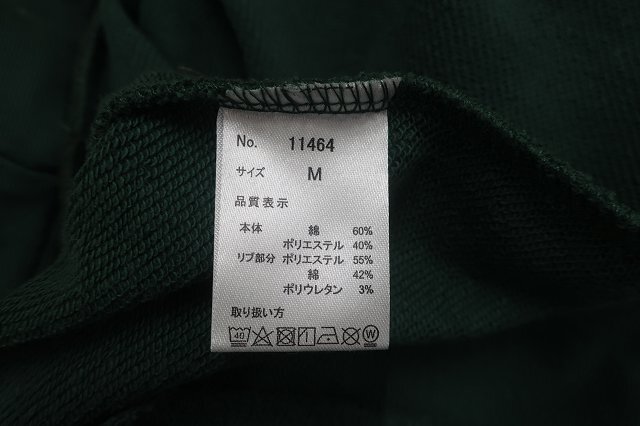 No. 11464
サイズ M
品質表示
本体 綿 60%
ポリエステル 40%
リブ部分 ポリエステル 55%
綿 42%
ポリウレタン 3%
取り扱い方
40 W